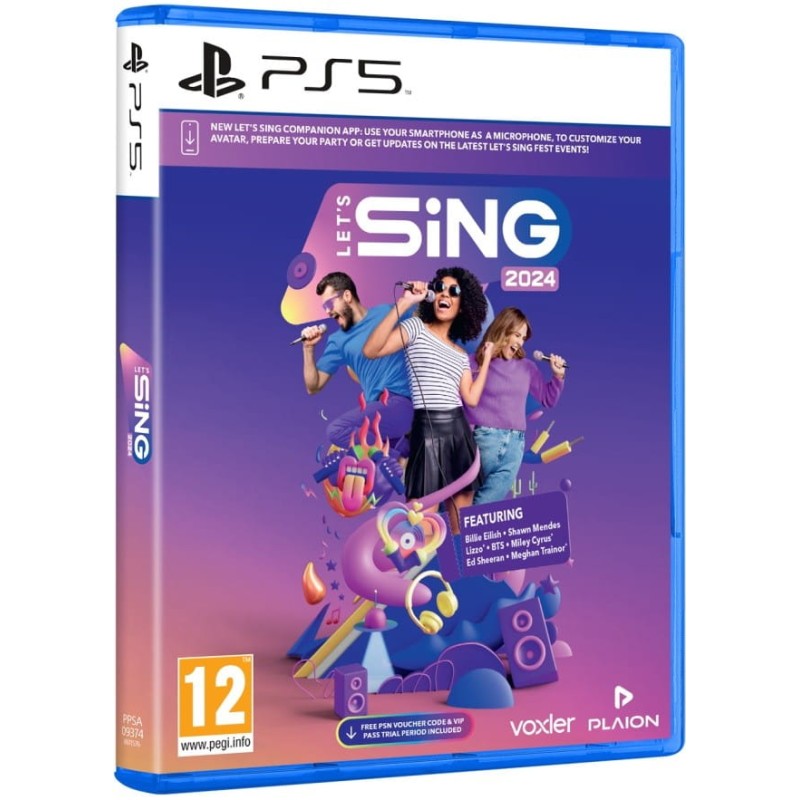 PS5
PS5
NEW LET'S SING COMPANION APP: USE YOUR SMARTPHONE AS A MICROPHONE, TO CUSTOMIZE YOUR
AVATAR, PREPARE YOUR PARTY OR GET UPDATES ON THE LATEST LET'S SING FEST EVENTS!
LET'S
SiNG
2024
LET'S
SiNG
2024
FEATURING
Billie Eilish • Shawn Mendes
Lizzo* • BTS • Miley Cyrus*
Ed Sheeran • Meghan Trainor*
12
www.pegi.info
PPSA
09374
FREE PSN VOUCHER CODE & VIP
PASS TRIAL PERIOD INCLUDED
voxler
PLAION